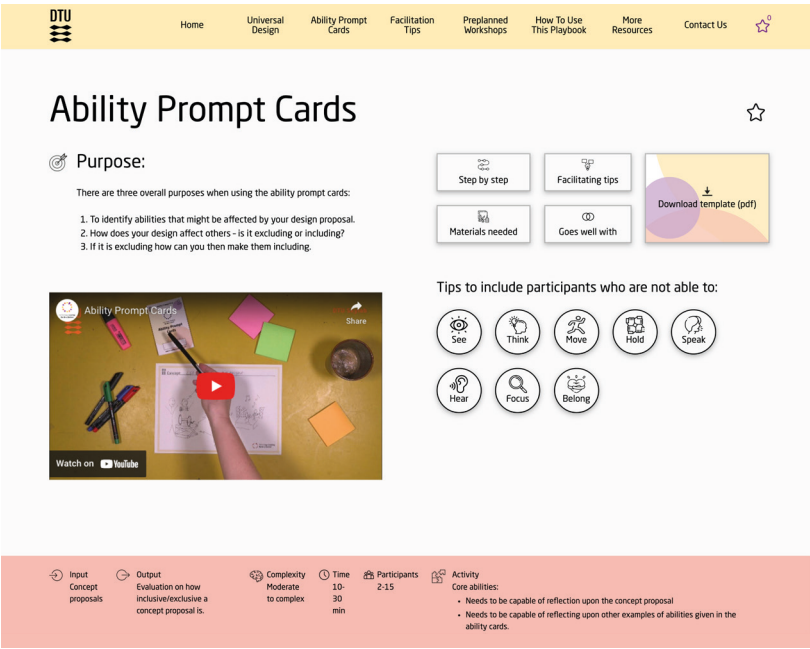 DTU
Home
Universal
Design
Ability Prompt
Cards
Facilitation
Tips
Preplanned
Workshops
How To Use
This Playbook
More
Resources
Contact Us
0
Ability Prompt Cards
Purpose:
There are three overall purposes when using the ability prompt cards:
1. To identify abilities that might be affected by your design proposal.
2. How does your design affect others - is it excluding or including?
3. If it is excluding how can you then make them including.
Step by step
Facilitating tips
Materials needed
Goes well with
Download template (pdf)
Ability Prompt Cards
Share
Ability Prompt
Cards
Watch on YouTube
Tips to include participants who are not able to:
See
Think
Move
Hold
Speak
Hear
Focus
Belong
Input
Concept
proposals
Output
Evaluation on how
inclusive/exclusive a
concept proposal is.
Complexity
Moderate
to complex
Time
10-
30
min
Participants
2-15
Activity
Core abilities:
• Needs to be capable of reflection upon the concept proposal
• Needs to be capable of reflecting upon other examples of abilities given in the
ability cards.